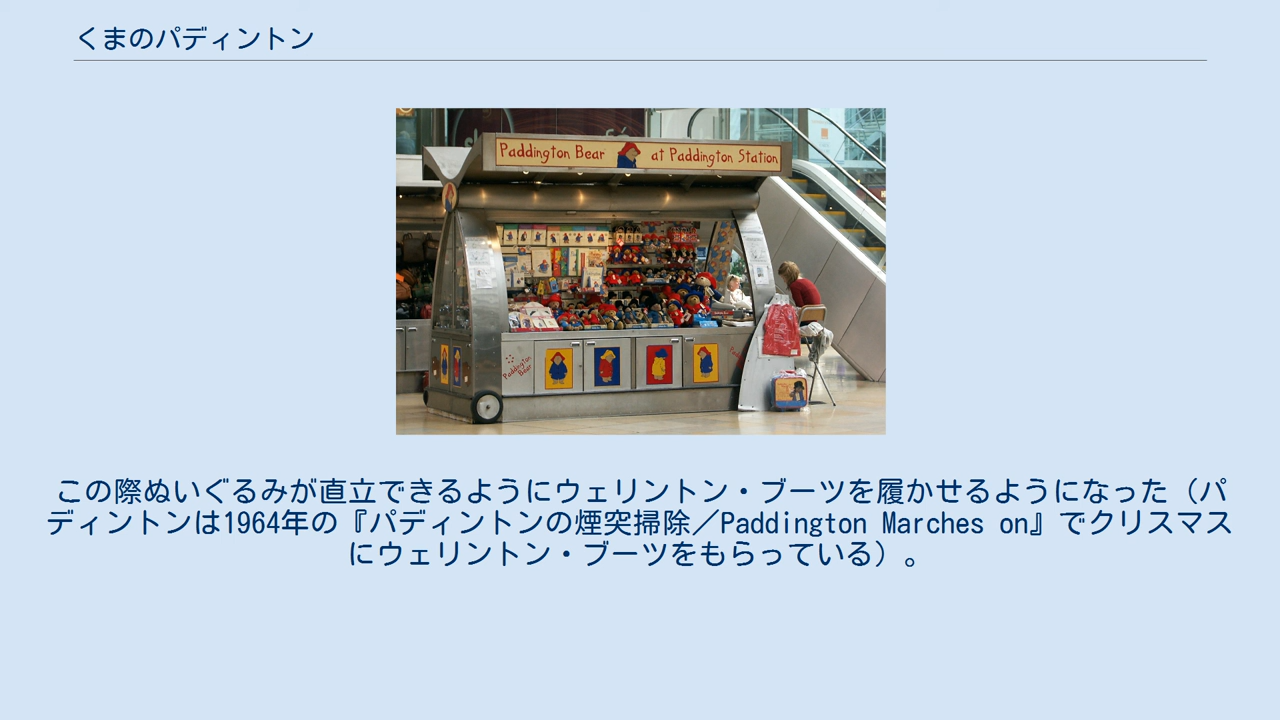 くまのパディントン
Paddington Bear at Paddington Station
Paddington Bear
この際ぬいぐるみが直立できるようにウェリントン・ブーツを履かせるようになった（パ
ディントンは1964年の『パディントンの煙突掃除／Paddington Marches on』でクリスマス
にウェリントン・ブーツをもらっている）。